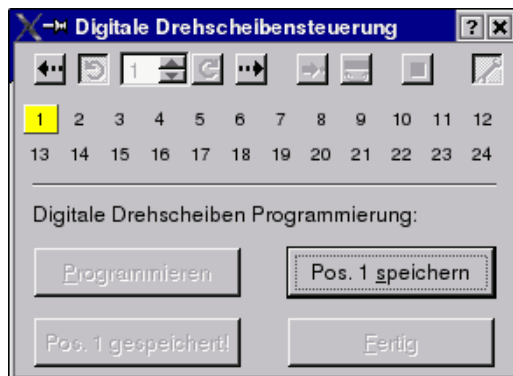 Digitale Drehscheibensteuerung ?
1
1 2 3 4 5 6 7 8 9 10 11 12
13 14 15 16 17 18 19 20 21 22 23 24
Digitale Drehscheiben Programmierung:
Programmieren Pos. 1 speichern
Pos. 1 gespeichert! Fertig